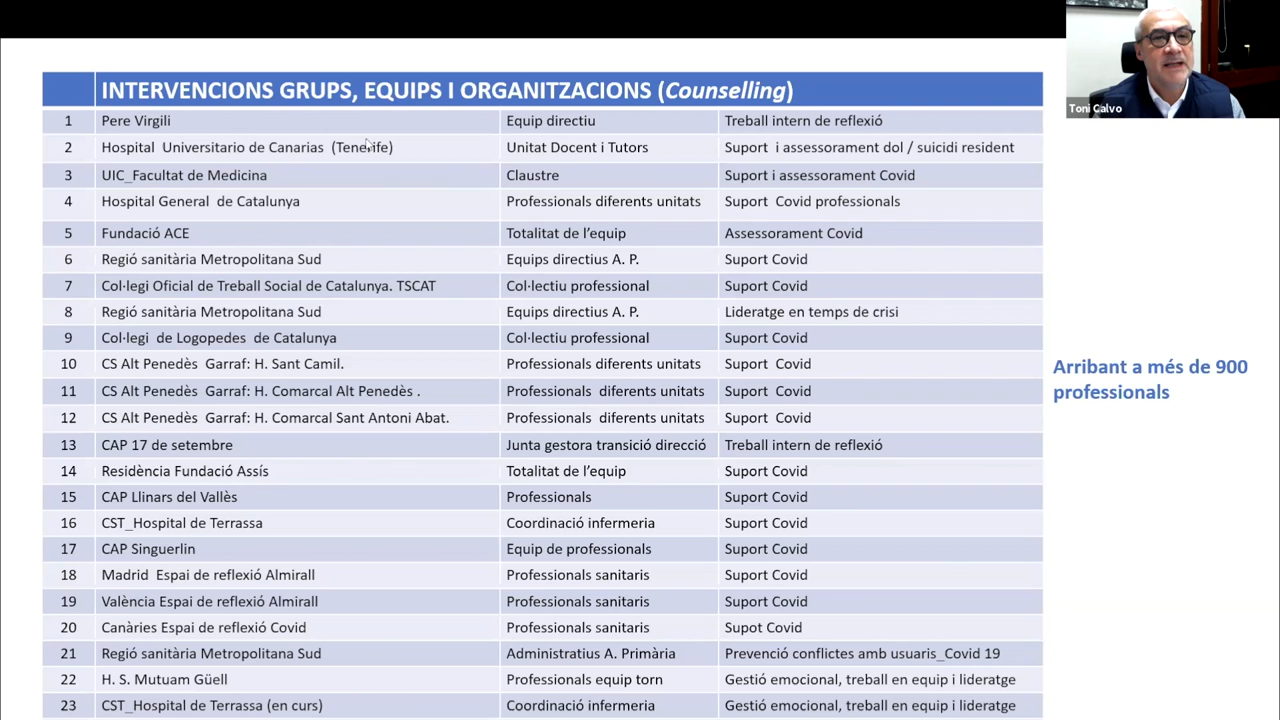 Toni Calvo
INTERVENCIONS GRUPS, EQUIPS I ORGANITZACIONS (Counselling)
1 Pere Virgili Equip directiu Treball intern de reflexió
2 Hospital Universitario de Canarias (Tenerife) Unitat Docent i Tutors Suport i assessorament dol / suicidi resident
3 UIC_Facultat de Medicina Claustre Suport i assessorament Covid
4 Hospital General de Catalunya Professionals diferents unitats Suport Covid professionals
5 Fundació ACE Totalitat de l'equip Assessorament Covid
6 Regió sanitària Metropolitana Sud Equips directius A. P. Suport Covid
7 Col·legi Oficial de Treball Social de Catalunya. TSCAT Col·lectiu professional Suport Covid
8 Regió sanitària Metropolitana Sud Equips directius A. P. Lideratge en temps de crisi
9 Col·legi de Logopedes de Catalunya Col·lectiu professional Suport Covid
10 CS Alt Penedès Garraf: H. Sant Camil. Professionals diferents unitats Suport Covid
11 CS Alt Penedès Garraf: H. Comarcal Alt Penedès . Professionals diferents unitats Suport Covid
12 CS Alt Penedès Garraf: H. Comarcal Sant Antoni Abat. Professionals diferents unitats Suport Covid
13 CAP 17 de setembre Junta gestora transició direcció Treball intern de reflexió
14 Residència Fundació Assís Totalitat de l'equip Suport Covid
15 CAP Llinars del Vallès Professionals Suport Covid
16 CST_Hospital de Terrassa Coordinació infermeria Suport Covid
17 CAP Singuerlin Equip de professionals Suport Covid
18 Madrid Espai de reflexió Almirall Professionals sanitaris Suport Covid
19 València Espai de reflexió Almirall Professionals sanitaris Suport Covid
20 Canàries Espai de reflexió Covid Professionals sanitaris Supot Covid
21 Regió sanitària Metropolitana Sud Administratius A. Primària Prevenció conflictes amb usuaris_Covid 19
22 H. S. Mutuam Güell Professionals equip torn Gestió emocional, treball en equip i lideratge
23 CST_Hospital de Terrassa (en curs) Coordinació infermeria Gestió emocional, treball en equip i lideratge
Arribant a més de 900
professionals